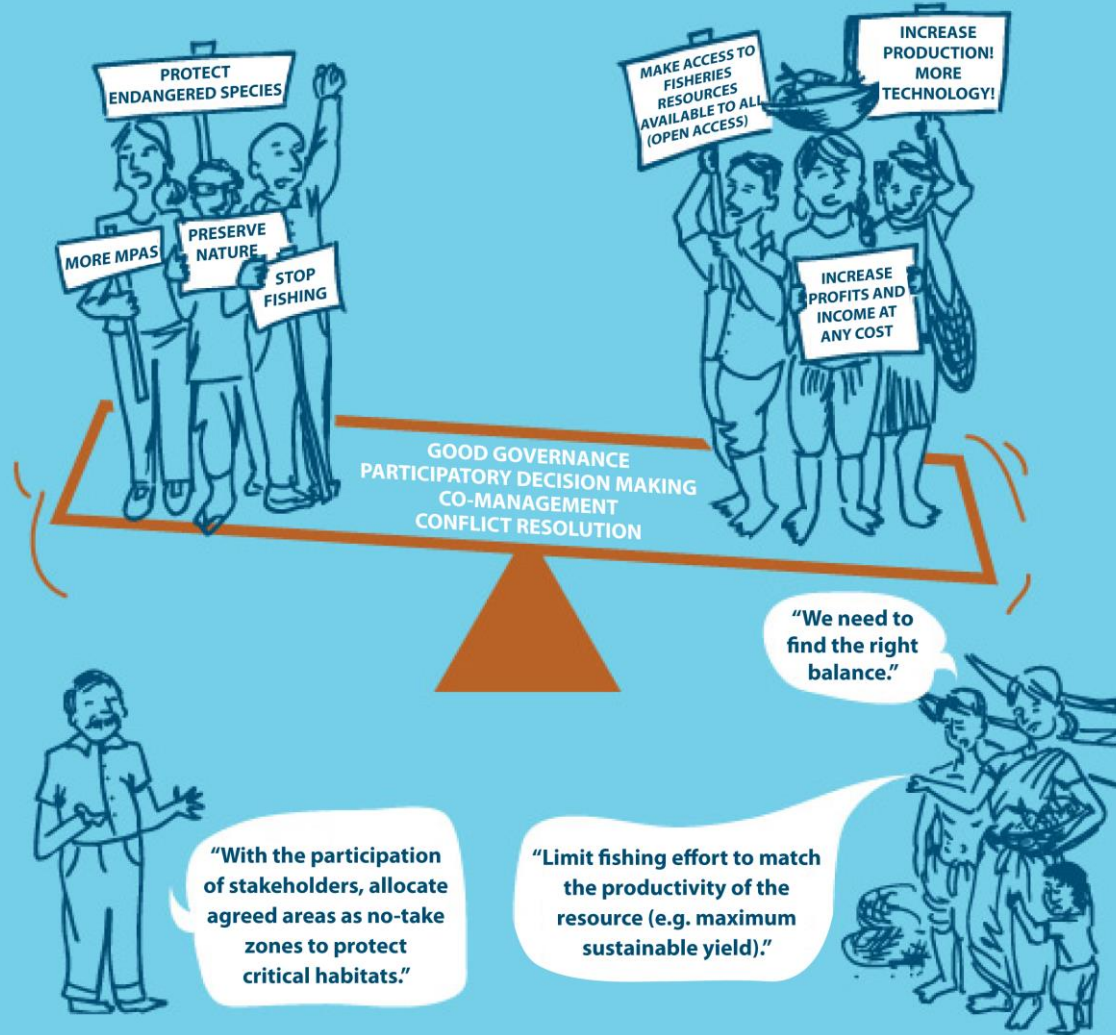 PROTECT
ENDANGERED SPECIES
MORE MPAS
PRESERVE
NATURE
STOP
FISHING
MAKE ACCESS TO
FISHERIES
RESOURCES
AVAILABLE TO ALL
(OPEN ACCESS)
INCREASE
PRODUCTION!
MORE
TECHNOLOGY!
INCREASE
PROFITS AND
INCOME AT
ANY COST
GOOD GOVERNANCE
PARTICIPATORY DECISION MAKING
CO-MANAGEMENT
CONFLICT RESOLUTION
“We need to
find the right
balance.”
“With the participation
of stakeholders, allocate
agreed areas as no-take
zones to protect
critical habitats.”
“Limit fishing effort to match
the productivity of the
resource (e.g. maximum
sustainable yield).”